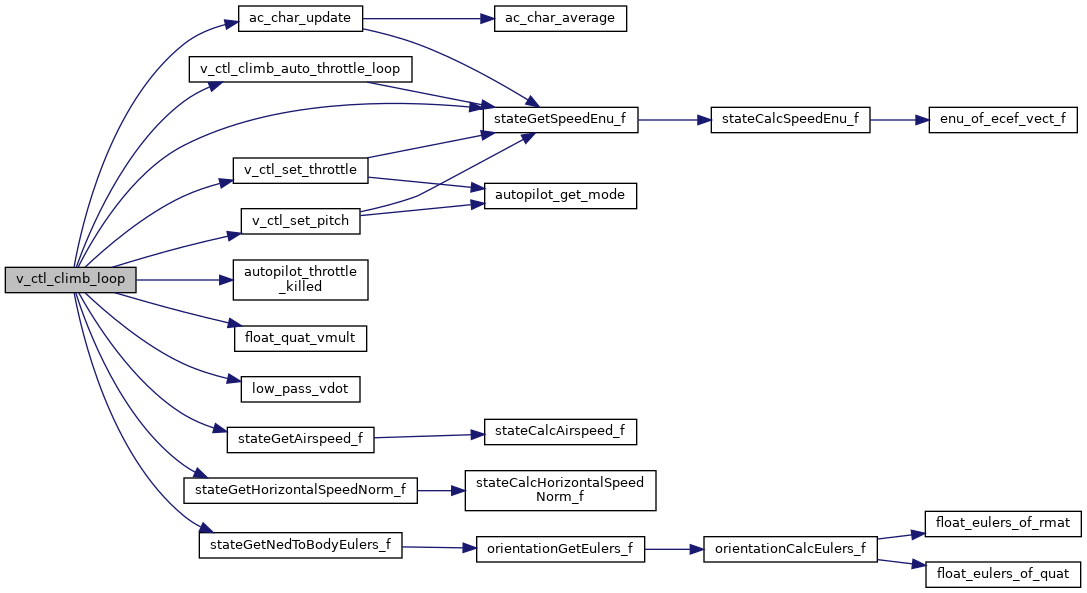 ac_char_update
ac_char_average
v_ctl_climb_auto_throttle_loop
stateGetSpeedEnu_f
stateCalcSpeedEnu_f
enu_of_ecef_vect_f
v_ctl_set_throttle
autopilot_get_mode
v_ctl_set_pitch
v_ctl_climb_loop
autopilot_throttle
_killed
float_quat_vmult
low_pass_vdot
stateGetAirspeed_f
stateCalcAirspeed_f
stateGetHorizontalSpeedNorm_f
stateCalcHorizontalSpeed
Norm_f
stateGetNedToBodyEulers_f
orientationGetEulers_f
orientationCalcEulers_f
float_eulers_of_rmat
float_eulers_of_quat